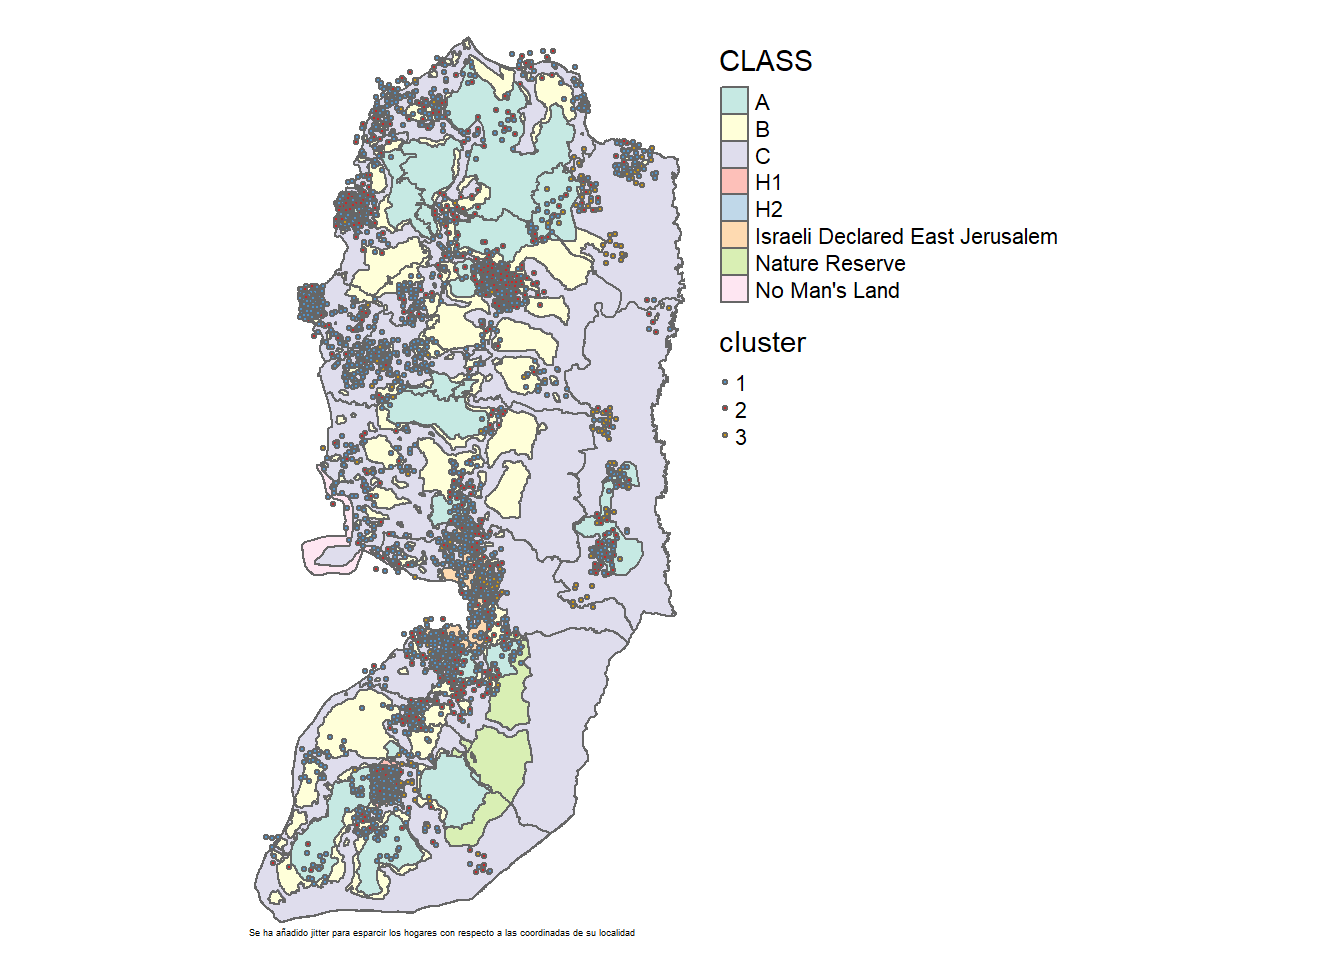 CLASS
A
B
C
H1
H2
Israeli Declared East Jerusalem
Nature Reserve
No Man's Land
cluster
1
2
3
Se ha añadido jitter para esparcir los hogares con respecto a las coordinadas de su localidad